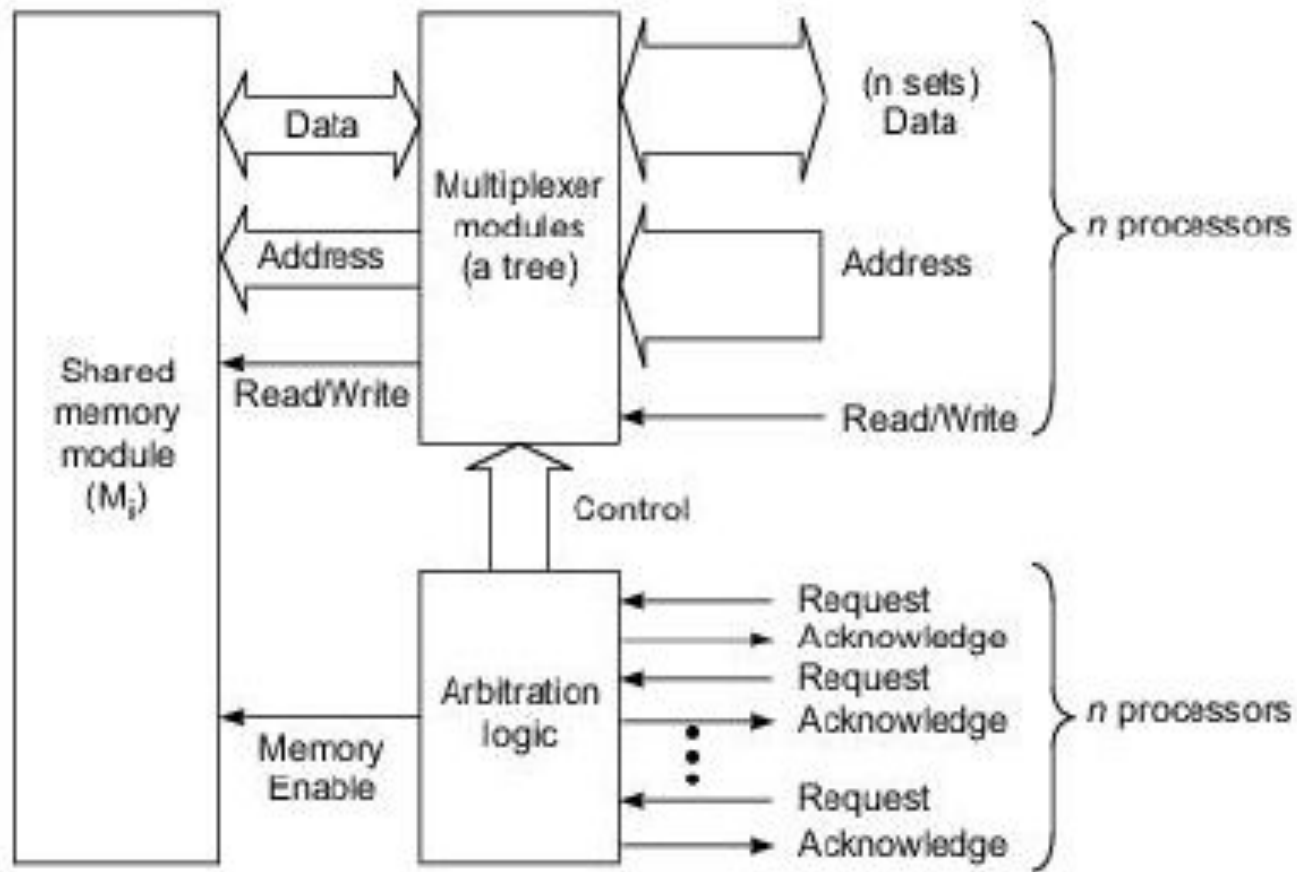 (n sets)
Data
Data
Multiplexer
modules
(a tree)
n processors
Address
Address
Shared
memory
module
(Mi)
Read/Write
Read/Write
Control
Request
Acknowledge
Request
Arbitration
logic
Acknowledge
n processors
Memory
Enable
Request
Acknowledge